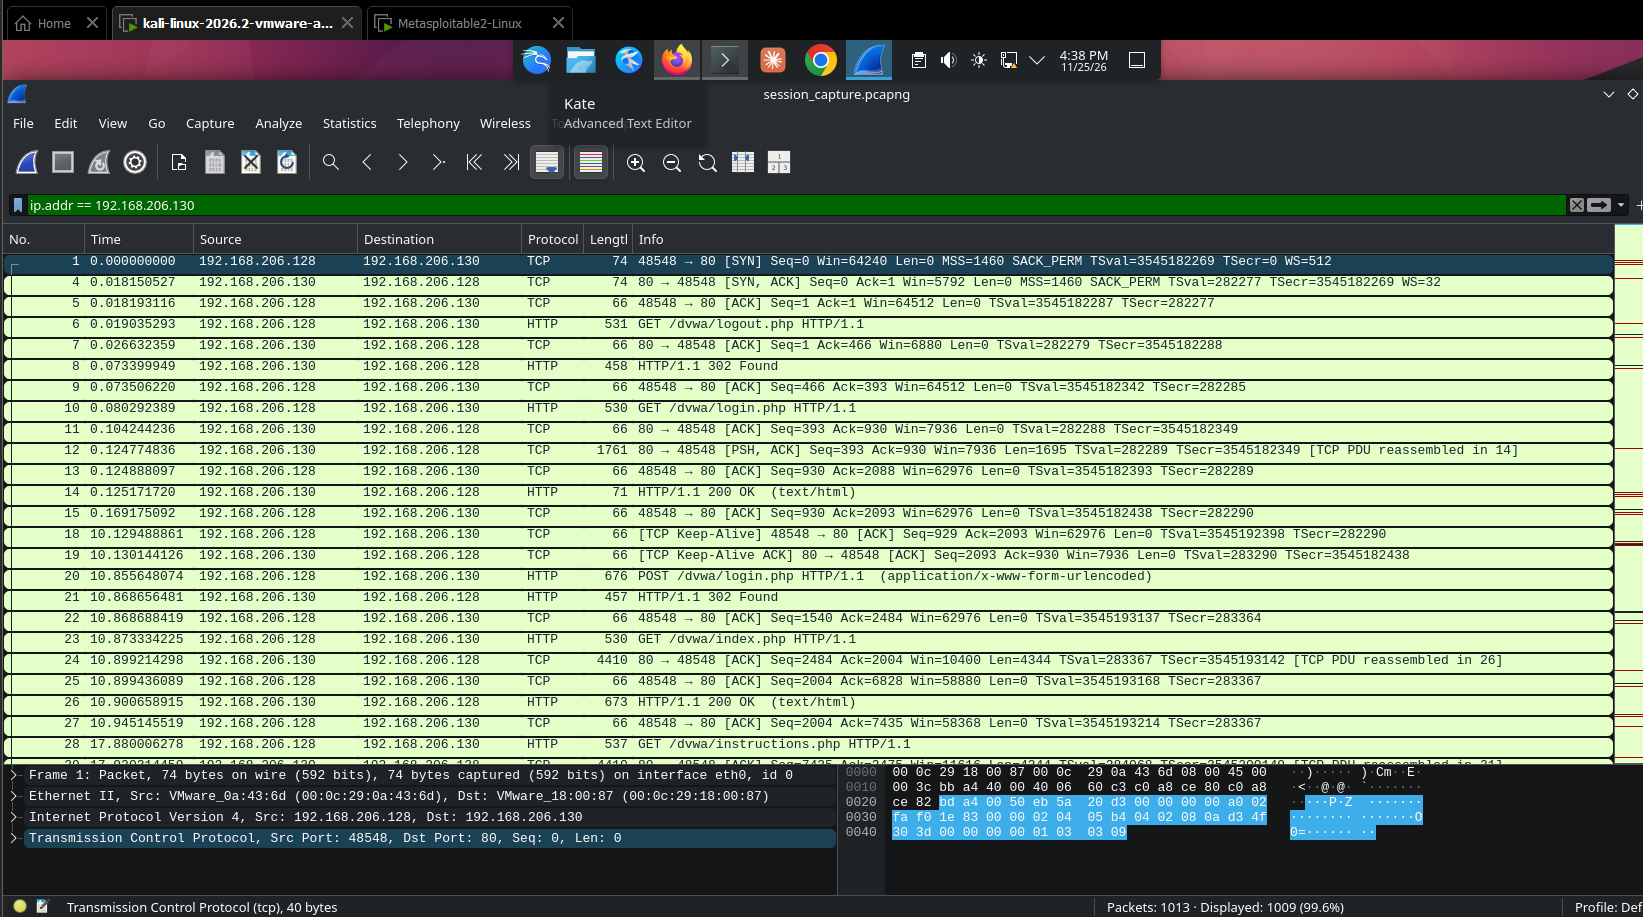 Home
kali-linux-2026.2-vmware-a...
Metasploitable2-Linux
4:38 PM
11/25/26
session_capture.pcapng
Kate
Advanced Text Editor
File Edit View Go Capture Analyze Statistics Telephony Wireless
ip.addr == 192.168.206.130
No. Time Source Destination Protocol Lengtl Info
1 0.000000000 192.168.206.128 192.168.206.130 TCP 74 48548 → 80 [SYN] Seq=0 Win=64240 Len=0 MSS=1460 SACK_PERM TSval=3545182269 TSecr=0 WS=512
4 0.018150527 192.168.206.130 192.168.206.128 TCP 74 80 → 48548 [SYN, ACK] Seq=0 Ack=1 Win=5792 Len=0 MSS=1460 SACK_PERM TSval=282277 TSecr=3545182269 WS=32
5 0.018193116 192.168.206.128 192.168.206.130 TCP 66 48548 → 80 [ACK] Seq=1 Ack=1 Win=64512 Len=0 TSval=3545182287 TSecr=282277
6 0.019035293 192.168.206.128 192.168.206.130 HTTP 531 GET /dvwa/logout.php HTTP/1.1
7 0.026632359 192.168.206.130 192.168.206.128 TCP 66 80 → 48548 [ACK] Seq=1 Ack=466 Win=6880 Len=0 TSval=282279 TSecr=3545182288
8 0.073399949 192.168.206.130 192.168.206.128 HTTP 458 HTTP/1.1 302 Found
9 0.073506220 192.168.206.128 192.168.206.130 TCP 66 48548 → 80 [ACK] Seq=466 Ack=393 Win=64512 Len=0 TSval=3545182342 TSecr=282285
10 0.080292389 192.168.206.128 192.168.206.130 HTTP 530 GET /dvwa/login.php HTTP/1.1
11 0.104244236 192.168.206.130 192.168.206.128 TCP 66 80 → 48548 [ACK] Seq=393 Ack=930 Win=7936 Len=0 TSval=282288 TSecr=3545182349
12 0.124774836 192.168.206.130 192.168.206.128 TCP 1761 80 → 48548 [PSH, ACK] Seq=393 Ack=930 Win=7936 Len=1695 TSval=282289 TSecr=3545182349 [TCP PDU reassembled in 14]
13 0.124888097 192.168.206.128 192.168.206.130 TCP 66 48548 → 80 [ACK] Seq=930 Ack=2088 Win=62976 Len=0 TSval=3545182393 TSecr=282289
14 0.125171720 192.168.206.130 192.168.206.128 HTTP 71 HTTP/1.1 200 OK (text/html)
15 0.169175092 192.168.206.128 192.168.206.130 TCP 66 48548 → 80 [ACK] Seq=930 Ack=2093 Win=62976 Len=0 TSval=3545182438 TSecr=282290
18 10.129488861 192.168.206.128 192.168.206.130 TCP 66 [TCP Keep-Alive] 48548 → 80 [ACK] Seq=929 Ack=2093 Win=62976 Len=0 TSval=3545192398 TSecr=282290
19 10.130144126 192.168.206.130 192.168.206.128 TCP 66 [TCP Keep-Alive ACK] 80 → 48548 [ACK] Seq=2093 Ack=930 Win=7936 Len=0 TSval=283290 TSecr=3545182438
20 10.855648074 192.168.206.128 192.168.206.130 HTTP 676 POST /dvwa/login.php HTTP/1.1 (application/x-www-form-urlencoded)
21 10.868656481 192.168.206.130 192.168.206.128 HTTP 457 HTTP/1.1 302 Found
22 10.868688419 192.168.206.128 192.168.206.130 TCP 66 48548 → 80 [ACK] Seq=1540 Ack=2484 Win=62976 Len=0 TSval=3545193137 TSecr=283364
23 10.873334225 192.168.206.128 192.168.206.130 HTTP 530 GET /dvwa/index.php HTTP/1.1
24 10.899214298 192.168.206.130 192.168.206.128 TCP 4410 80 → 48548 [ACK] Seq=2484 Ack=2004 Win=10400 Len=4344 TSval=283367 TSecr=3545193142 [TCP PDU reassembled in 26]
25 10.899436089 192.168.206.128 192.168.206.130 TCP 66 48548 → 80 [ACK] Seq=2004 Ack=6828 Win=58880 Len=0 TSval=3545193168 TSecr=283367
26 10.900658915 192.168.206.130 192.168.206.128 HTTP 673 HTTP/1.1 200 OK (text/html)
27 10.945145519 192.168.206.128 192.168.206.130 TCP 66 48548 → 80 [ACK] Seq=2004 Ack=7435 Win=58368 Len=0 TSval=3545193214 TSecr=283367
28 17.880006278 192.168.206.128 192.168.206.130 HTTP 537 GET /dvwa/instructions.php HTTP/1.1
Frame 1: Packet, 74 bytes on wire (592 bits), 74 bytes captured (592 bits) on interface eth0, id 0
Ethernet II, Src: VMware_0a:43:6d (00:0c:29:0a:43:6d), Dst: VMware_18:00:87 (00:0c:29:18:00:87)
Internet Protocol Version 4, Src: 192.168.206.128, Dst: 192.168.206.130
Transmission Control Protocol, Src Port: 48548, Dst Port: 80, Seq: 0, Len: 0
0000 00 0c 29 18 00 87 00 0c 29 0a 43 6d 08 00 45 00 ··)····· )·Cm··E·
0010 00 3c bb a4 40 00 40 06 60 c3 c0 a8 ce 80 c0 a8 ·<··@·@· `·······
0020 ce 82 bd a4 00 50 eb 5a 20 d3 00 00 00 00 a0 02 ·····P·Z ·······
0030 fa f0 1e 83 00 00 02 04 05 b4 04 02 08 0a d3 4f ········ ·······O
0040 30 3d 00 00 00 00 01 03 03 09 0=······ ··
Transmission Control Protocol (tcp), 40 bytes
Packets: 1013 · Displayed: 1009 (99.6%)
Profile: Def